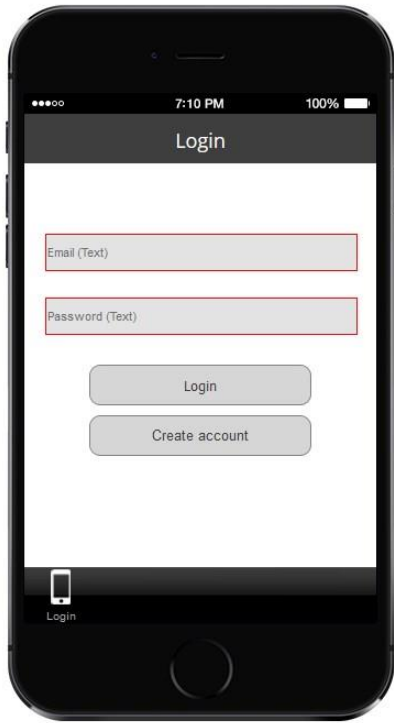 7:10 PM 100%
Login
Email (Text)
Password (Text)
Login
Create account
Login